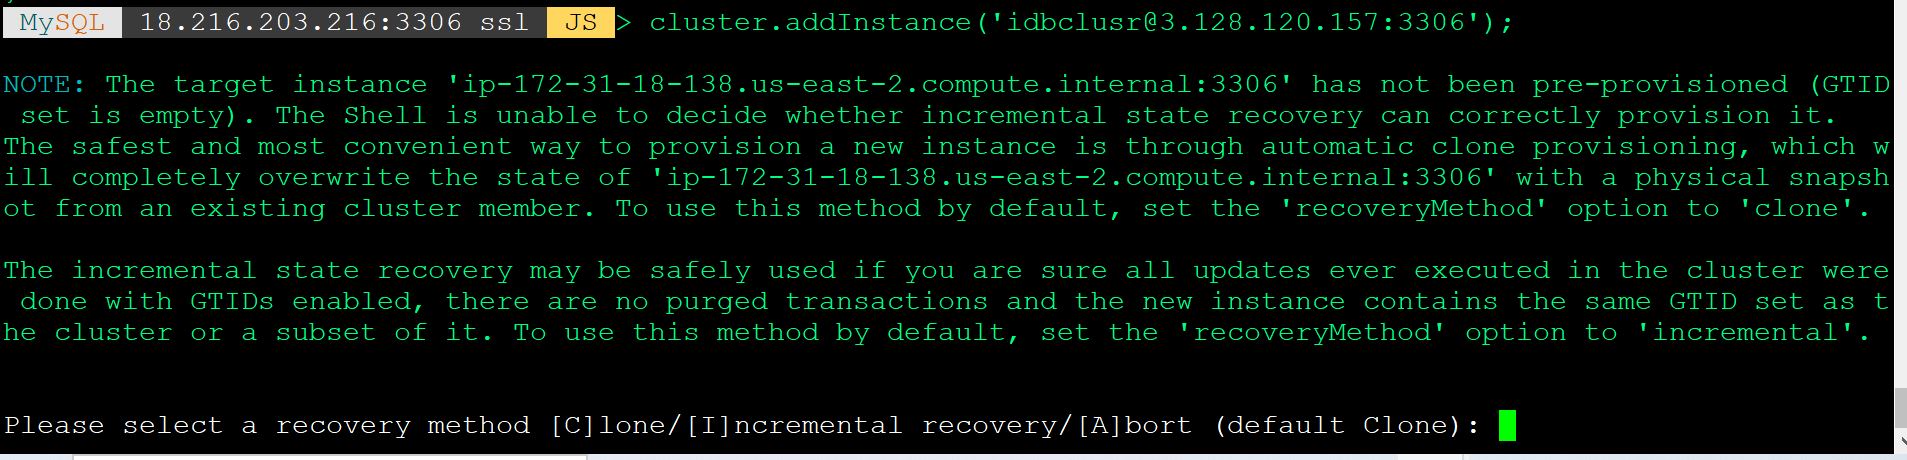 MySQL 18.216.203.216:3306 ssl JS > cluster.addInstance('idbclusr@3.128.120.157:3306');
NOTE: The target instance 'ip-172-31-18-138.us-east-2.compute.internal:3306' has not been pre-provisioned (GTID
set is empty). The Shell is unable to decide whether incremental state recovery can correctly provision it.
The safest and most convenient way to provision a new instance is through automatic clone provisioning, which w
ill completely overwrite the state of 'ip-172-31-18-138.us-east-2.compute.internal:3306' with a physical snapsh
ot from an existing cluster member. To use this method by default, set the 'recoveryMethod' option to 'clone'.
The incremental state recovery may be safely used if you are sure all updates ever executed in the cluster were
done with GTIDs enabled, there are no purged transactions and the new instance contains the same GTID set as t
he cluster or a subset of it. To use this method by default, set the 'recoveryMethod' option to 'incremental'.
Please select a recovery method [C]lone/[I]ncremental recovery/[A]bort (default Clone):